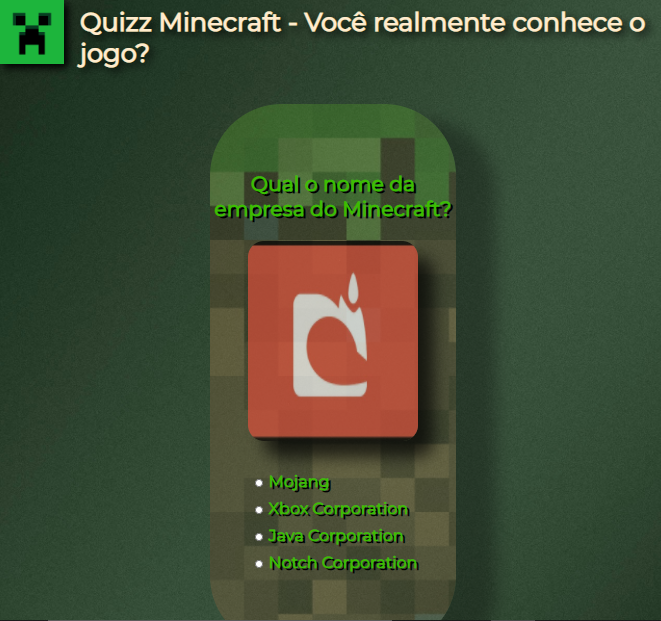 Quizz Minecraft - Você realmente conhece o
jogo?
Qual o nome da
empresa do Minecraft?
Mojang
Xbox Corporation
Java Corporation
Notch Corporation